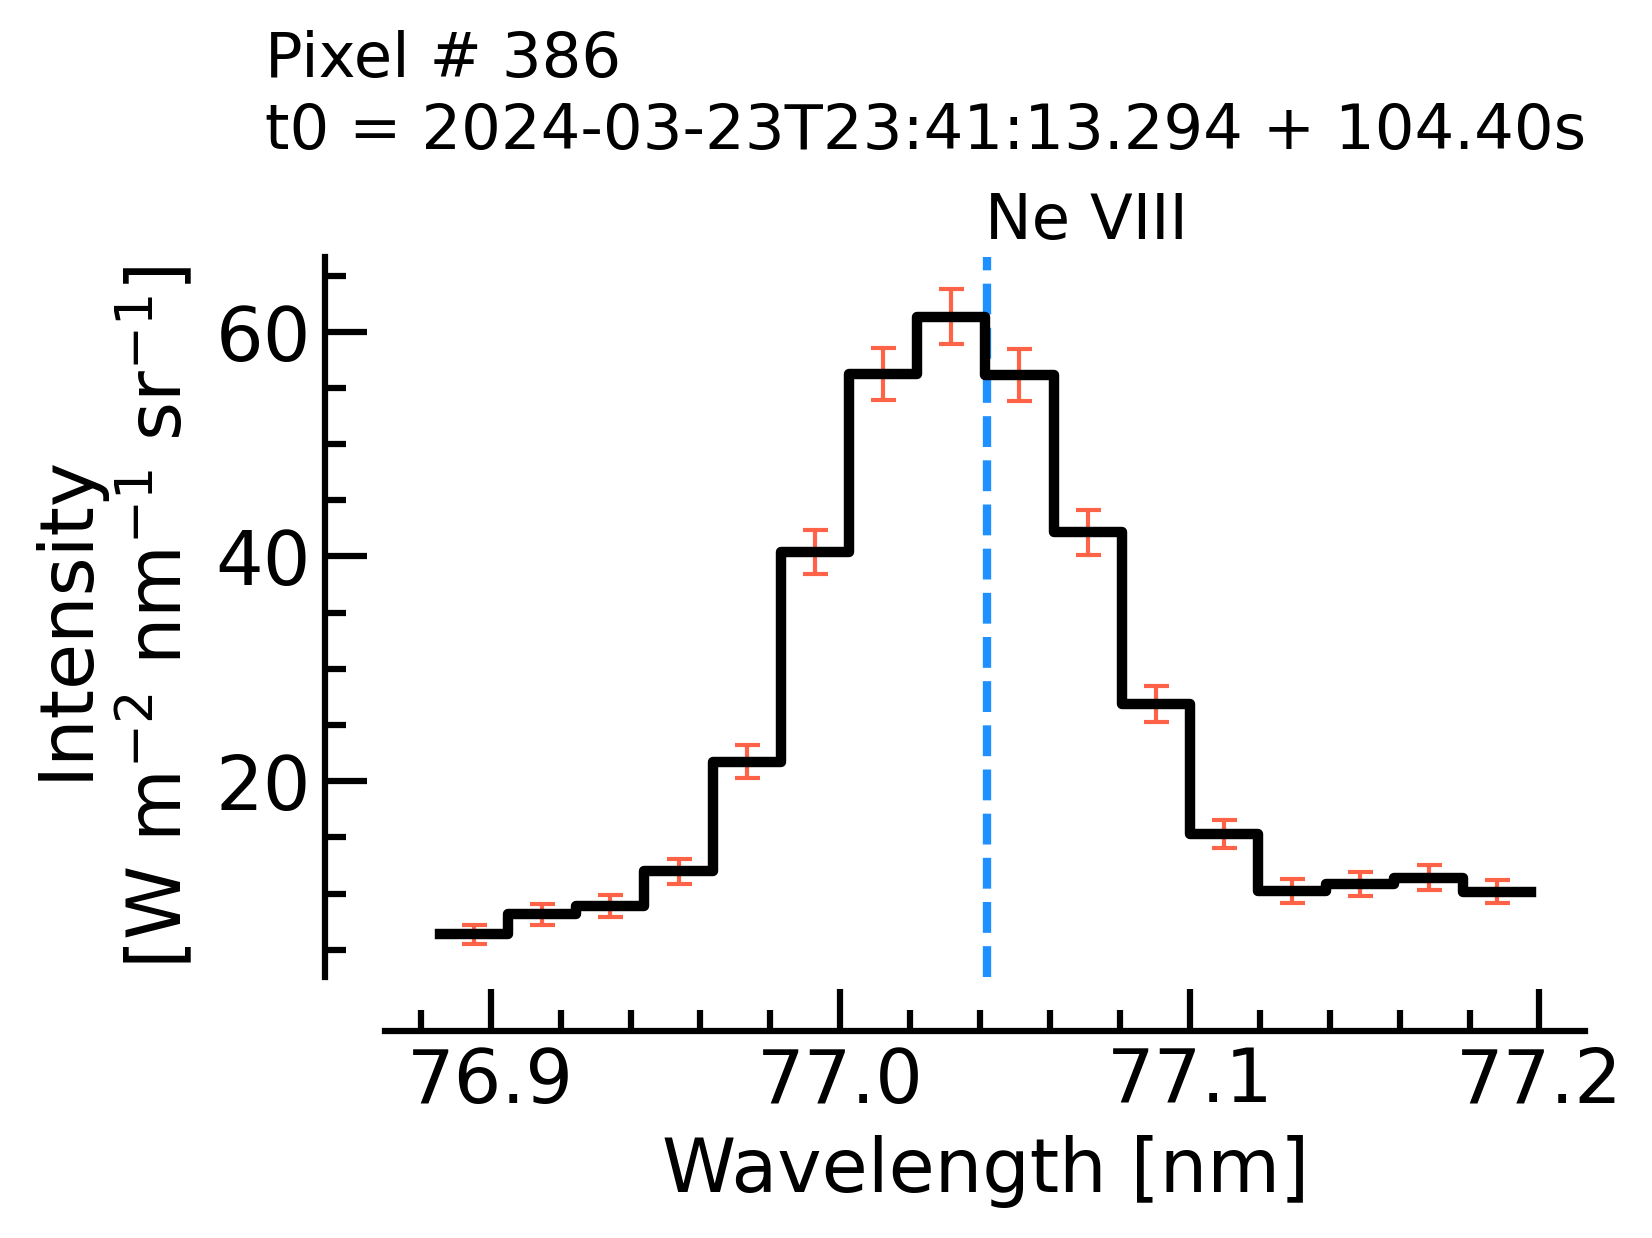 Pixel # 386
t0 = 2024-03-23T23:41:13.294 + 104.40s
Ne VIII
Intensity
[W m⁻² nm⁻¹ sr⁻¹]
60
40
20
76.9 77.0 77.1 77.2
Wavelength [nm]